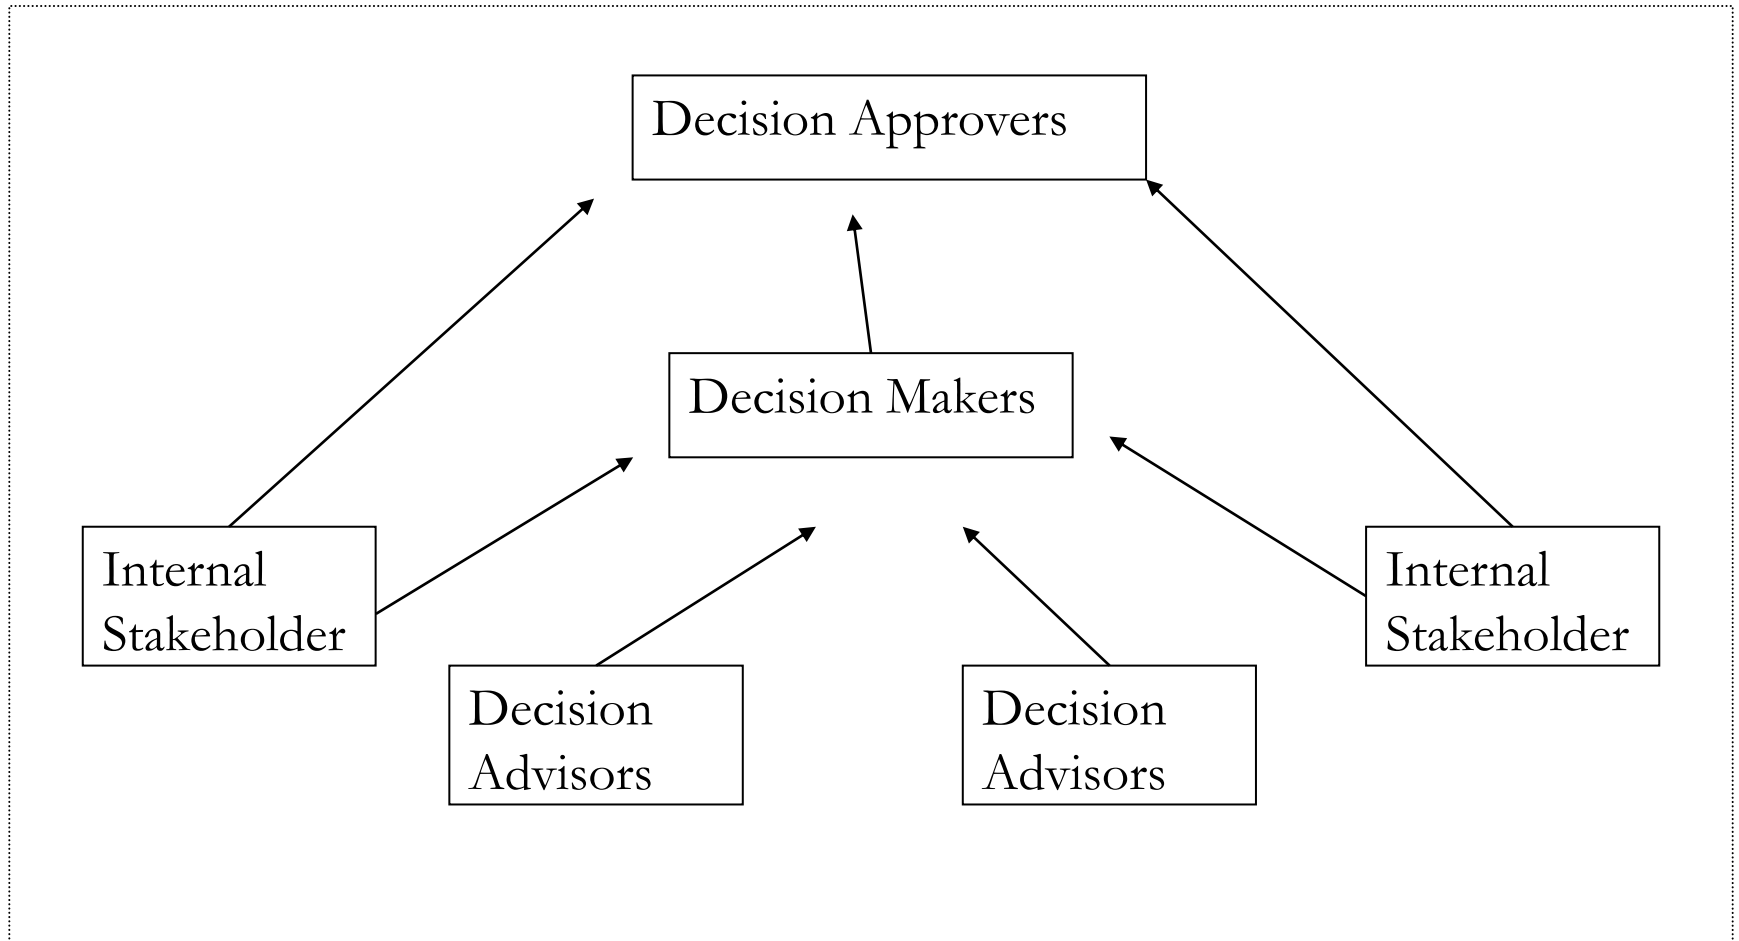 Decision Approvers
Decision Makers
Internal
Stakeholder
Internal
Stakeholder
Decision
Advisors
Decision
Advisors